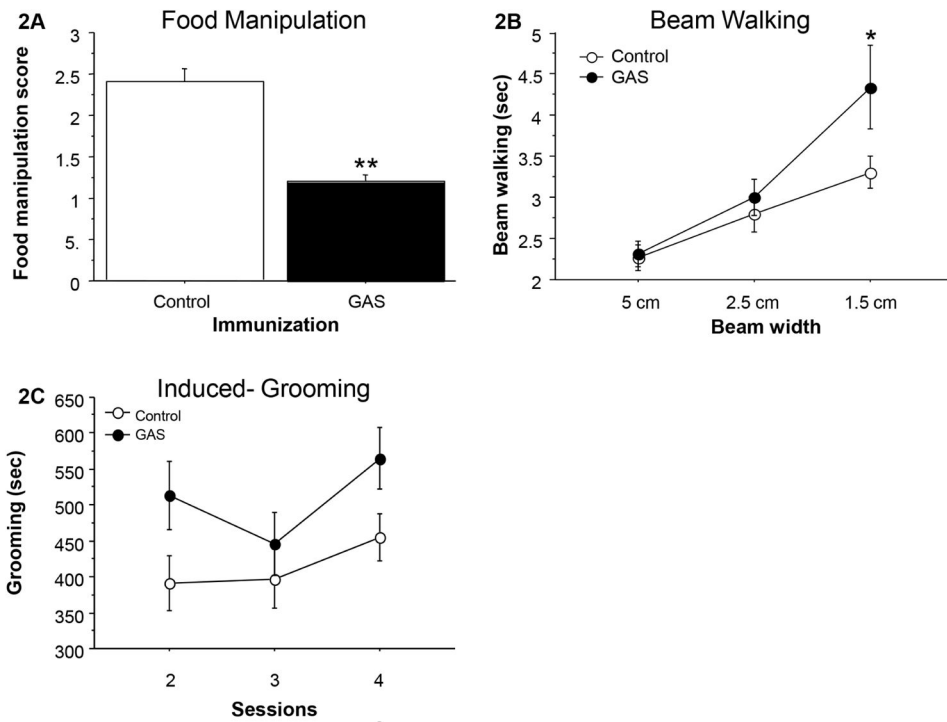 2A Food Manipulation
3
2.5
2
1.5
1
5.
0
Food manipulation score
**
Control GAS
Immunization
2B Beam Walking
5
4.5
4
3.5
3
2.5
2
Beam walking (sec)
Control
GAS
*
5 cm 2.5 cm 1.5 cm
Beam width
2C Induced- Grooming
650
600
550
500
450
400
350
300
Grooming (sec)
Control
GAS
2 3 4
Sessions